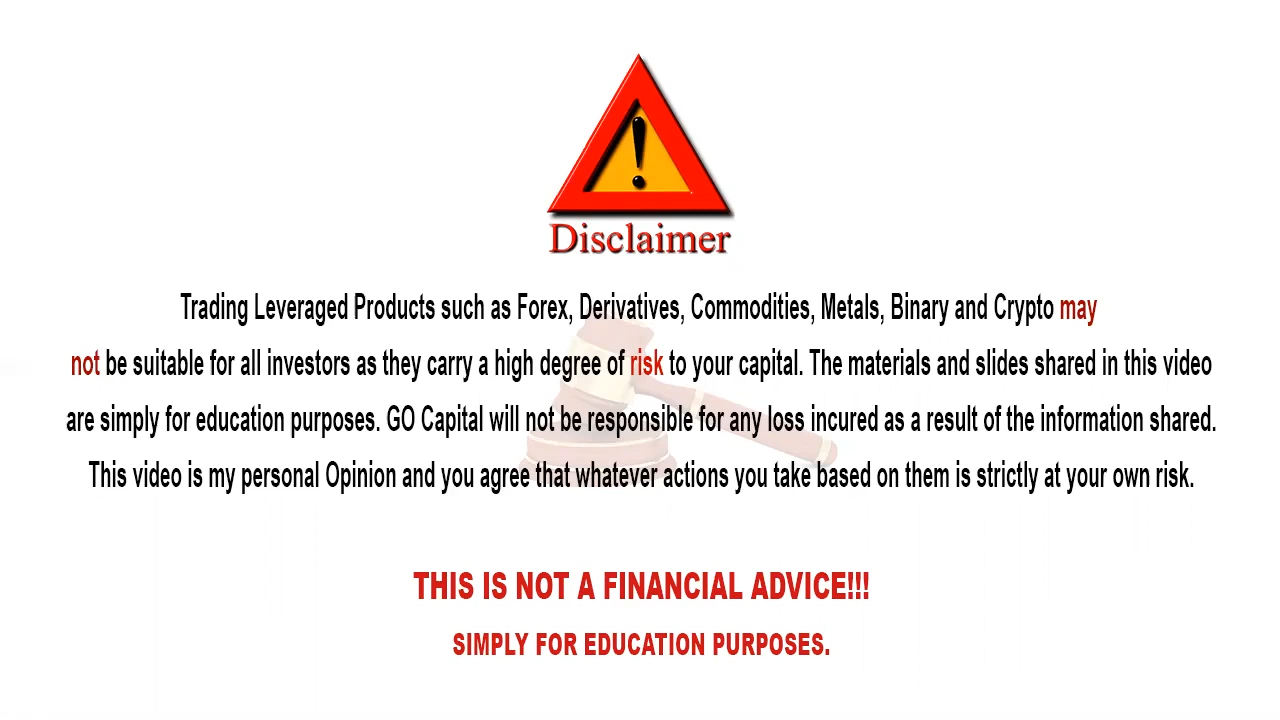 Disclaimer
Trading Leveraged Products such as Forex, Derivatives, Commodities, Metals, Binary and Crypto may
not be suitable for all investors as they carry a high degree of risk to your capital. The materials and slides shared in this video
are simply for education purposes. GO Capital will not be responsible for any loss incured as a result of the information shared.
This video is my personal Opinion and you agree that whatever actions you take based on them is strictly at your own risk.
THIS IS NOT A FINANCIAL ADVICE!!!
SIMPLY FOR EDUCATION PURPOSES.